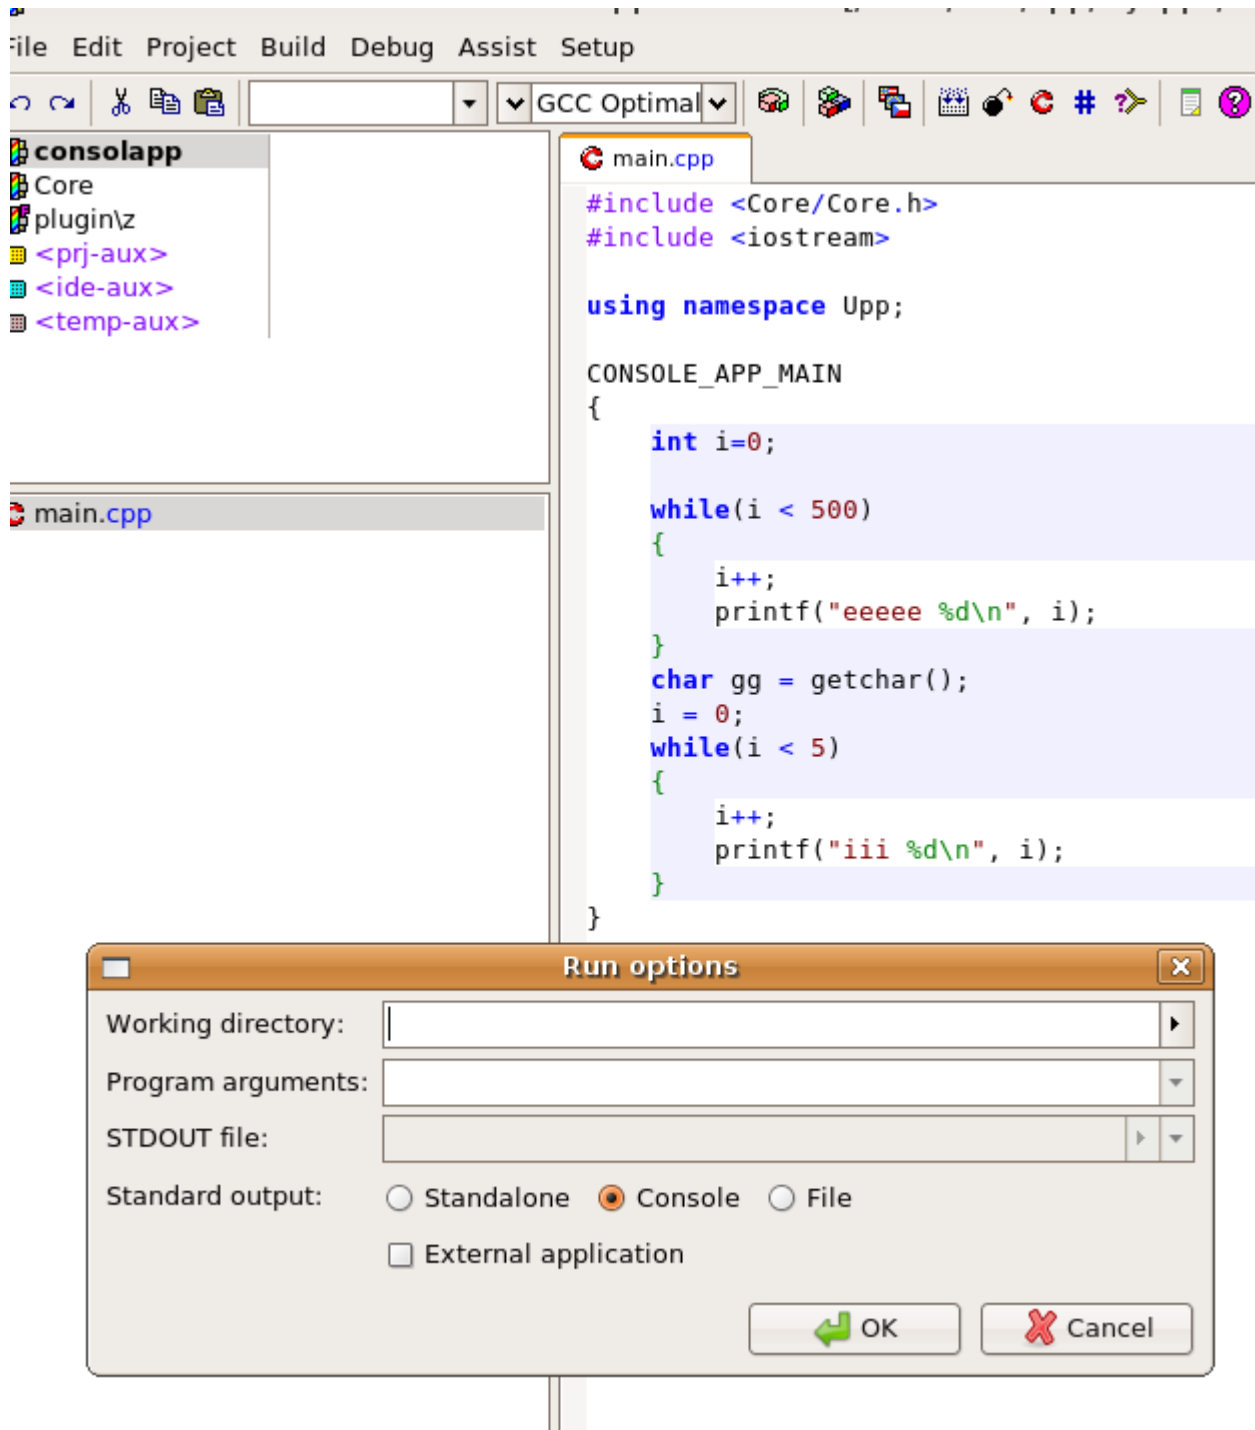 File Edit Project Build Debug Assist Setup
GCC Optimal
consolapp
Core
plugin\z
<prj-aux>
<ide-aux>
<temp-aux>
main.cpp
main.cpp
#include <Core/Core.h>
#include <iostream>
using namespace Upp;
CONSOLE_APP_MAIN
{
int i=0;
while(i < 500)
{
i++;
printf("eeeee %d\n", i);
}
char gg = getchar();
i = 0;
while(i < 5)
{
i++;
printf("iii %d\n", i);
}
}
Run options
Working directory:
Program arguments:
STDOUT file:
Standard output: Standalone Console File
External application
OK Cancel